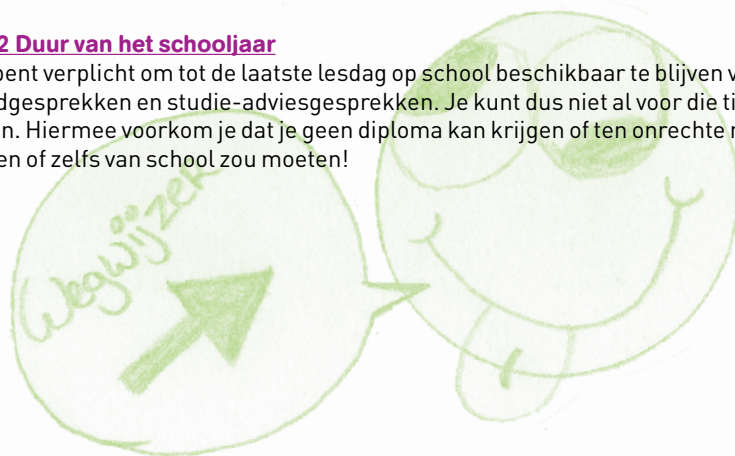 2 Duur van het schooljaar
bent verplicht om tot de laatste lesdag op school beschikbaar te blijven v
dgesprekken en studie-adviesgesprekken. Je kunt dus niet al voor die ti
n. Hiermee voorkom je dat je geen diploma kan krijgen of ten onrechte
en of zelfs van school zou moeten!
Wegwijzer